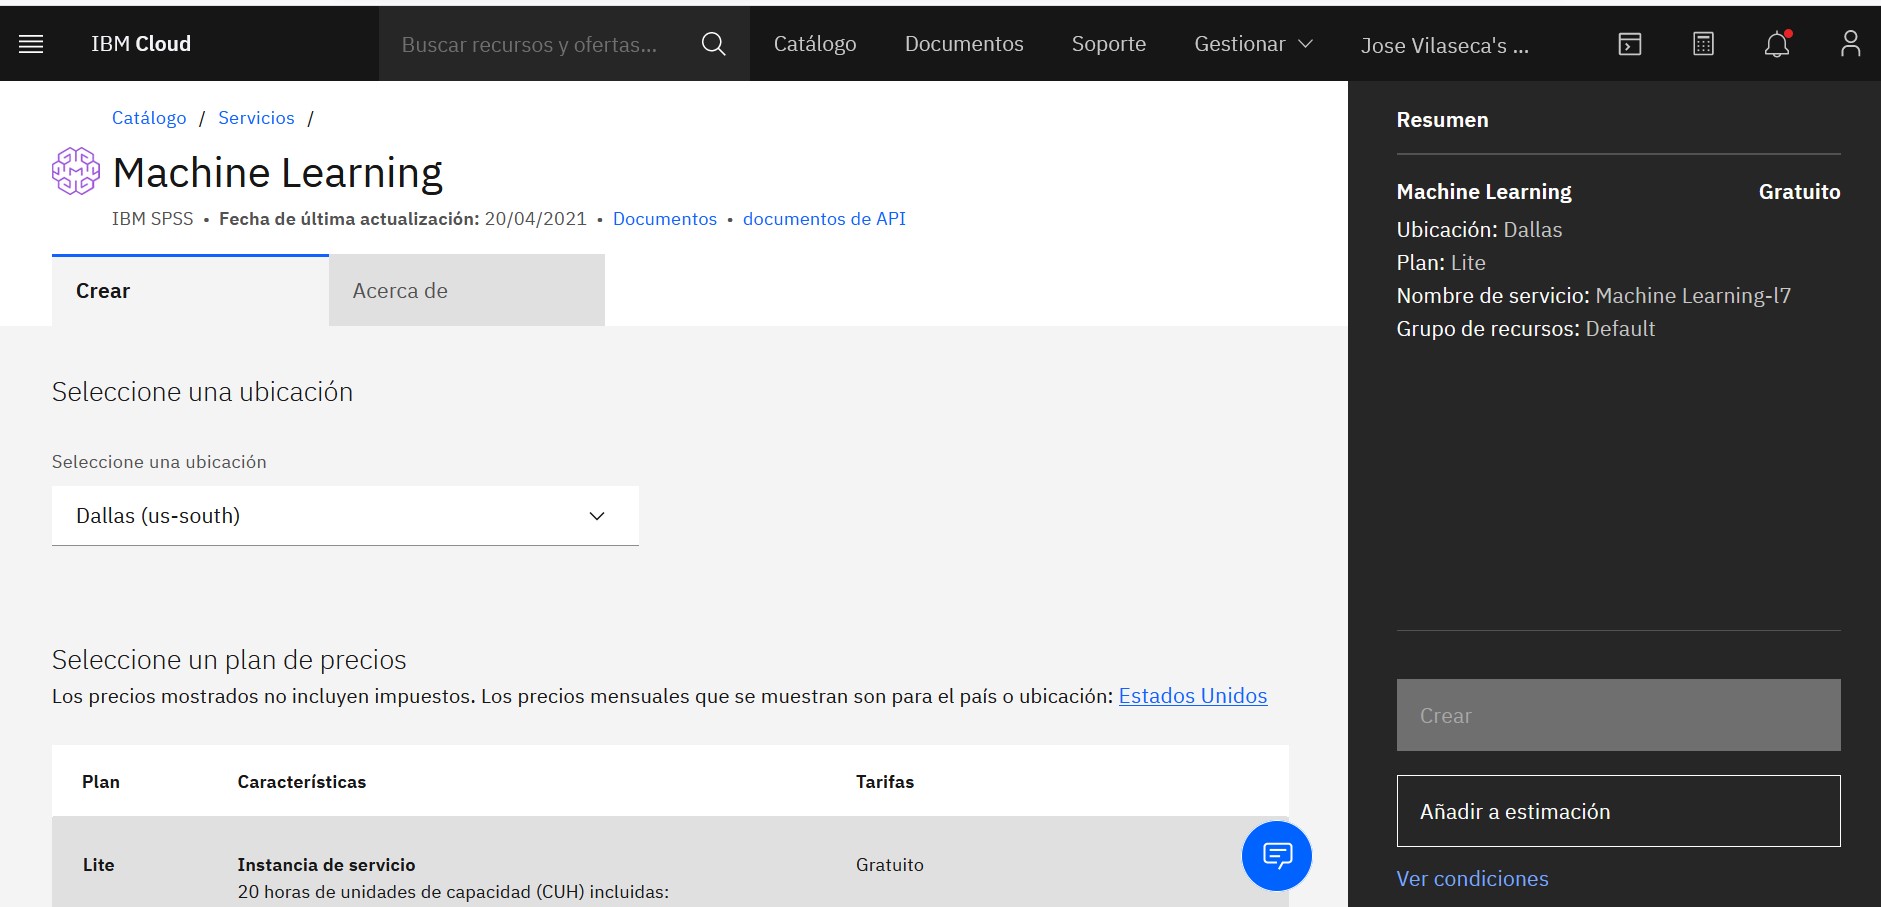 IBM Cloud
Buscar recursos y ofertas...
Catálogo
Documentos
Soporte
Gestionar
Jose Vilaseca's ...
Catálogo / Servicios /
Machine Learning
IBM SPSS • Fecha de última actualización: 20/04/2021 • Documentos • documentos de API
Crear
Acerca de
Seleccione una ubicación
Seleccione una ubicación
Dallas (us-south)
Seleccione un plan de precios
Los precios mostrados no incluyen impuestos. Los precios mensuales que se muestran son para el país o ubicación: Estados Unidos
Plan Características Tarifas
Lite Instancia de servicio Gratuito
20 horas de unidades de capacidad (CUH) incluidas:
Resumen
Machine Learning Gratuito
Ubicación: Dallas
Plan: Lite
Nombre de servicio: Machine Learning-l7
Grupo de recursos: Default
Crear
Añadir a estimación
Ver condiciones